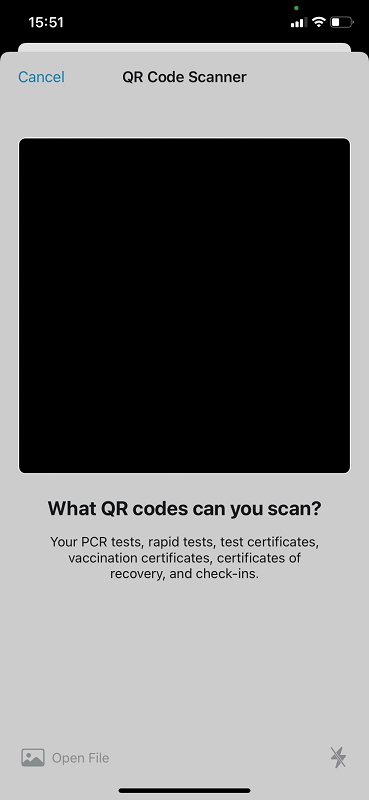 15:51
Cancel QR Code Scanner
What QR codes can you scan?
Your PCR tests, rapid tests, test certificates,
vaccination certificates, certificates of
recovery, and check-ins.
Open File